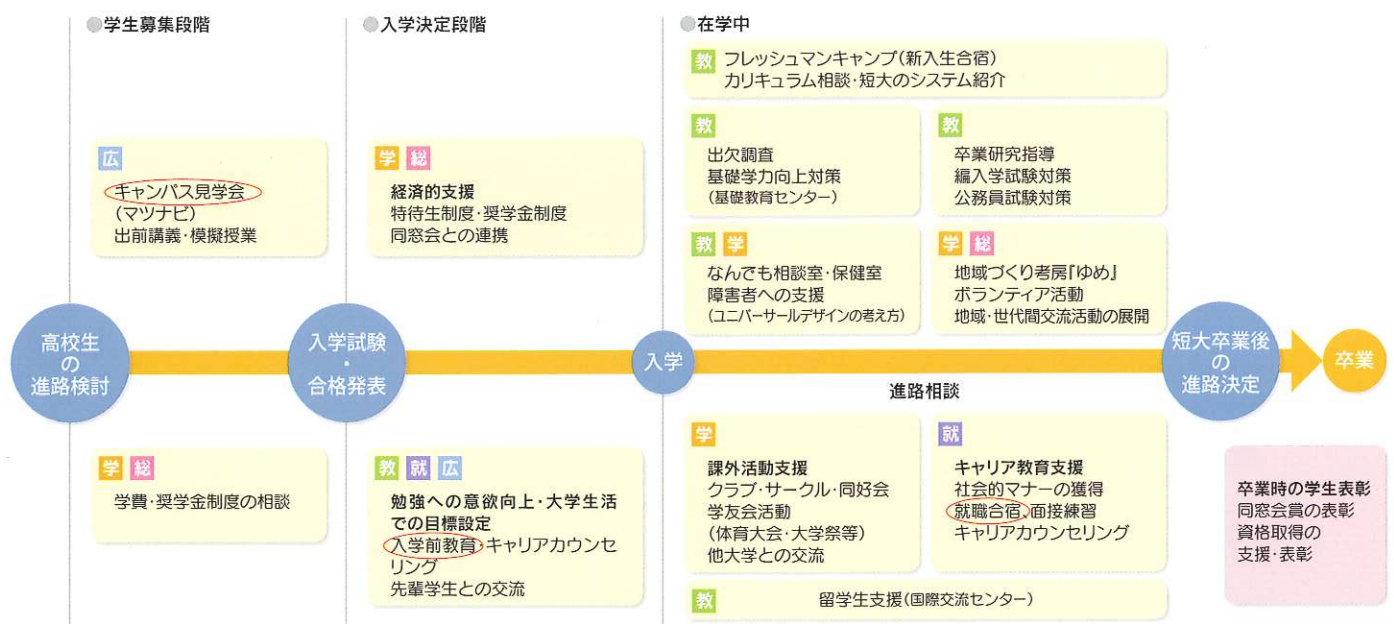 ●学生募集段階
●入学決定段階
●在学中
広
キャンパス見学会
(マツナビ)
出前講義・模擬授業
学 総
経済的支援
特待生制度・奨学金制度
同窓会との連携
教 フレッシュマンキャンプ(新入生合宿)
カリキュラム相談・短大のシステム紹介
教
出欠調査
基礎学力向上対策
(基礎教育センター)
教
卒業研究指導
編入学試験対策
公務員試験対策
教 学
なんでも相談室・保健室
障害者への支援
(ユニバーサールデザインの考え方)
学 総
地域づくり考房『ゆめ』
ボランティア活動
地域・世代間交流活動の展開
高校生
の
進路検討
入学試験
・
合格発表
入学
短大卒業後
の
進路決定
卒業
進路相談
学 総
学費・奨学金制度の相談
教 就 広
勉強への意欲向上・大学生活
での目標設定
入学前教育・キャリアカウンセ
リング
先輩学生との交流
学
課外活動支援
クラブ・サークル・同好会
学友会活動
(体育大会・大学祭等)
他大学との交流
就
キャリア教育支援
社会的マナーの獲得
就職合宿、面接練習
キャリアカウンセリング
教 留学生支援(国際交流センター)
卒業時の学生表彰
同窓会賞の表彰
資格取得の
支援・表彰